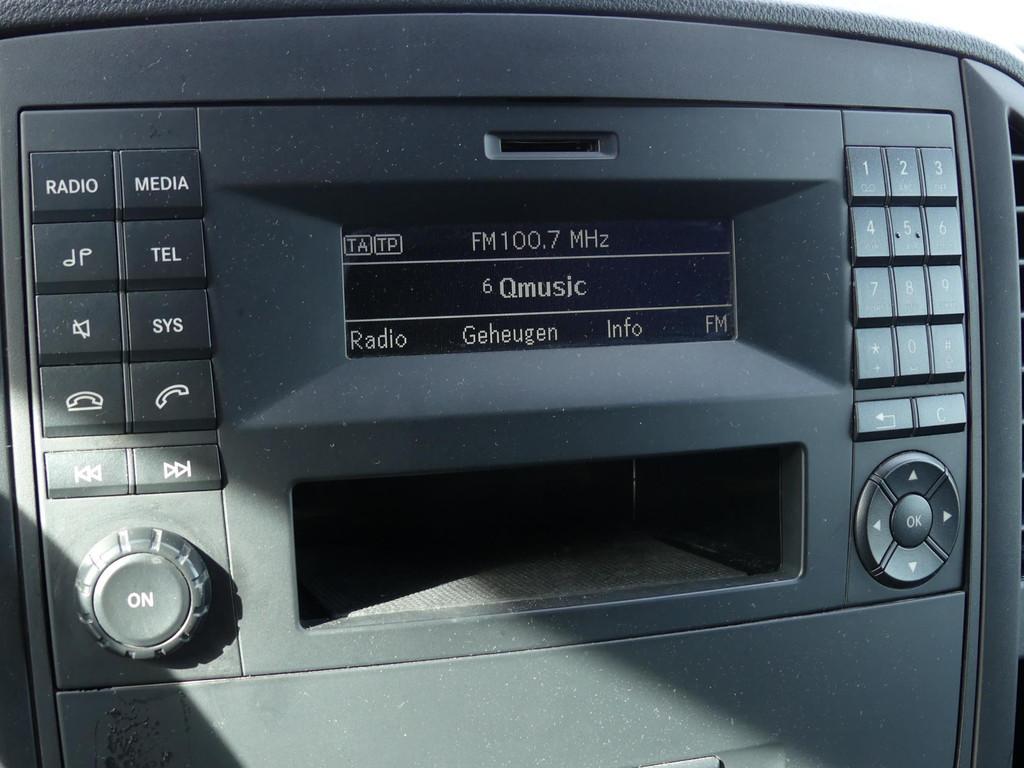 RADIO MEDIA
TEL
SYS
ON
TA TP FM100.7 MHz
6 Qmusic
Radio Geheugen Info FM
1 2 3
4 5 6
7 8 9
* 0 #
C
OK